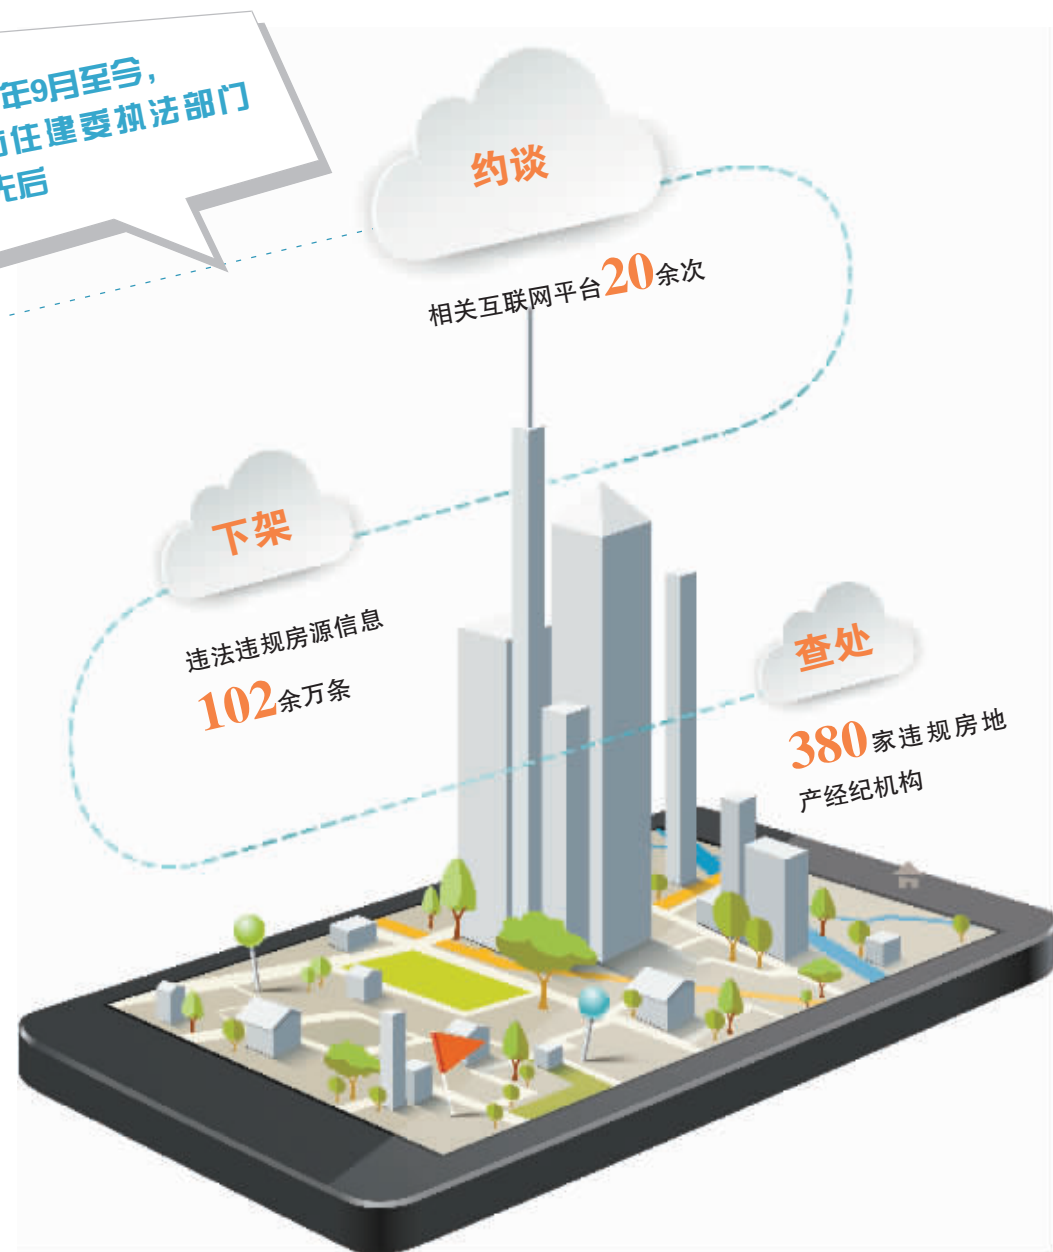 年9月至今，
市住建委执法部门
先后
约谈
相关互联网平台20余次
下架
违法违规房源信息
102余万条
查处
380家违规房地
产经纪机构